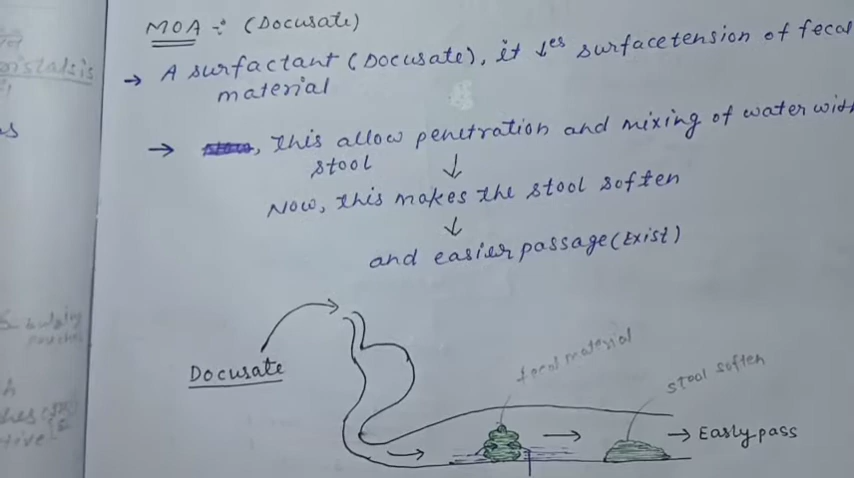 MOA ÷ (Docusate)
→ A surfactant (Docusate), it ↓es surfacetension of fecal
material
→ , this allow penetration and mixing of water with
stool
↓
Now, this makes the stool soften
↓
and easier passage (Exist)
Docusate
fecal material
stool soften
→ Easly pass